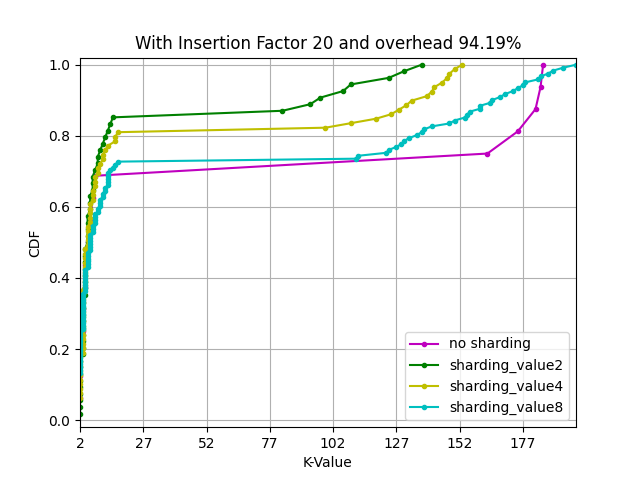 With Insertion Factor 20 and overhead 94.19%
1.0
0.8
0.6
0.4
0.2
0.0
CDF
2 27 52 77 102 127 152 177
K-Value
no sharding
sharding_value2
sharding_value4
sharding_value8